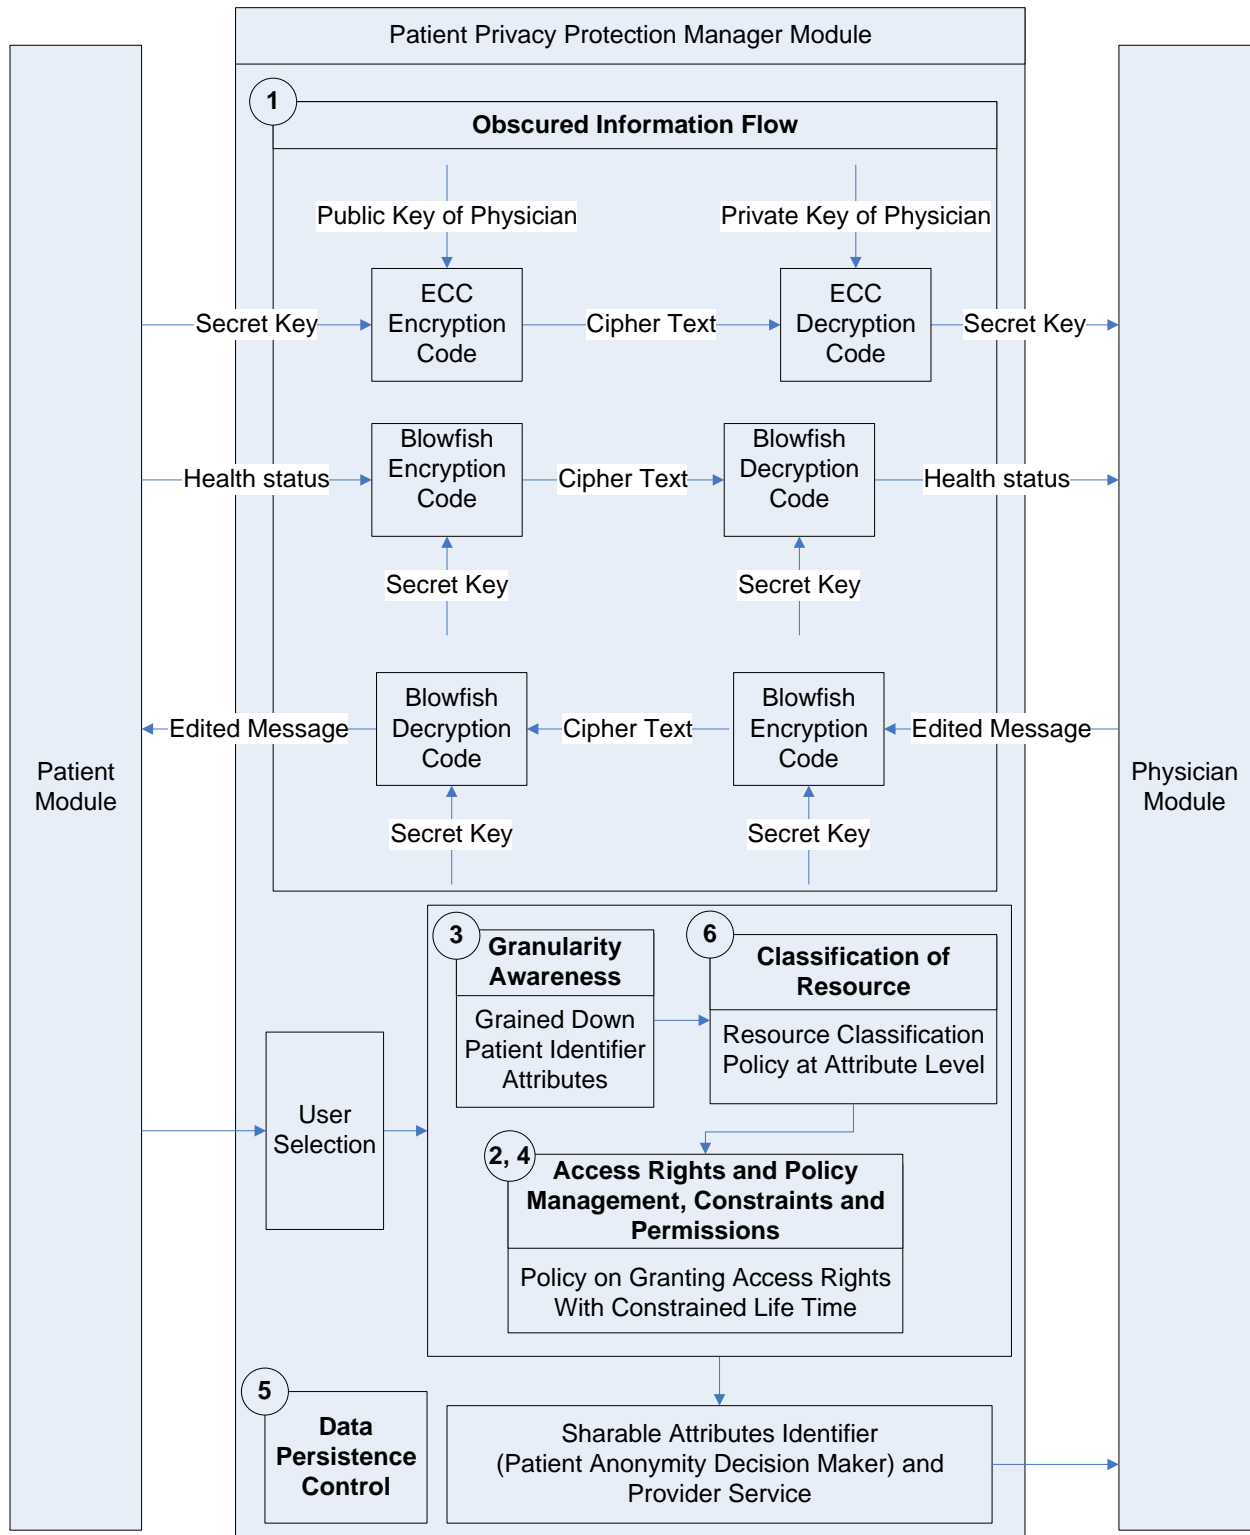 Patient Privacy Protection Manager Module
1
Obscured Information Flow
Public Key of Physician
Private Key of Physician
Secret Key
ECC
Encryption
Code
Cipher Text
ECC
Decryption
Code
Secret Key
Health status
Blowfish
Encryption
Code
Cipher Text
Blowfish
Decryption
Code
Health status
Secret Key
Secret Key
Edited Message
Blowfish
Decryption
Code
Cipher Text
Blowfish
Encryption
Code
Edited Message
Secret Key
Secret Key
Patient
Module
Physician
Module
3
Granularity
Awareness
Grained Down
Patient Identifier
Attributes
6
Classification of
Resource
Resource Classification
Policy at Attribute Level
User
Selection
2, 4
Access Rights and Policy
Management, Constraints and
Permissions
Policy on Granting Access Rights
With Constrained Life Time
5
Data
Persistence
Control
Sharable Attributes Identifier
(Patient Anonymity Decision Maker) and
Provider Service